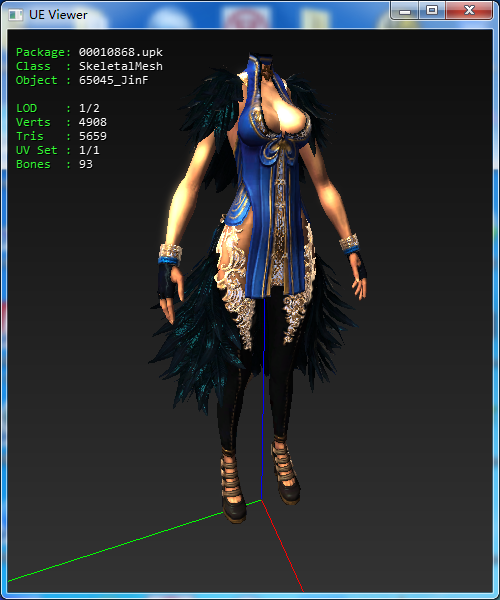 UE Viewer
Package: 00010868.upk
Class : SkeletalMesh
Object : 65045_JinF
LOD : 1/2
Verts : 4908
Tris : 5659
UV Set : 1/1
Bones : 93